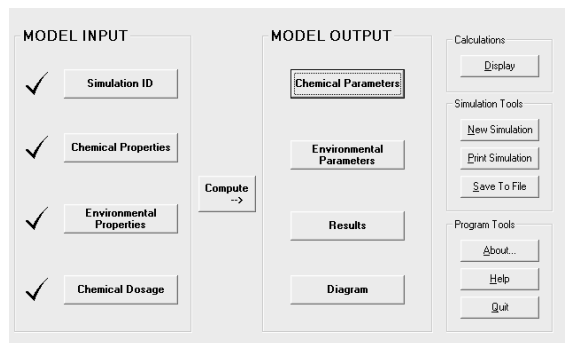 MODEL INPUT
Simulation ID
Chemical Properties
Environmental
Properties
Chemical Dosage
Compute
-->
MODEL OUTPUT
Chemical Parameters
Environmental
Parameters
Results
Diagram
Calculations
Display
Simulation Tools
New Simulation
Print Simulation
Save To File
Program Tools
About...
Help
Quit